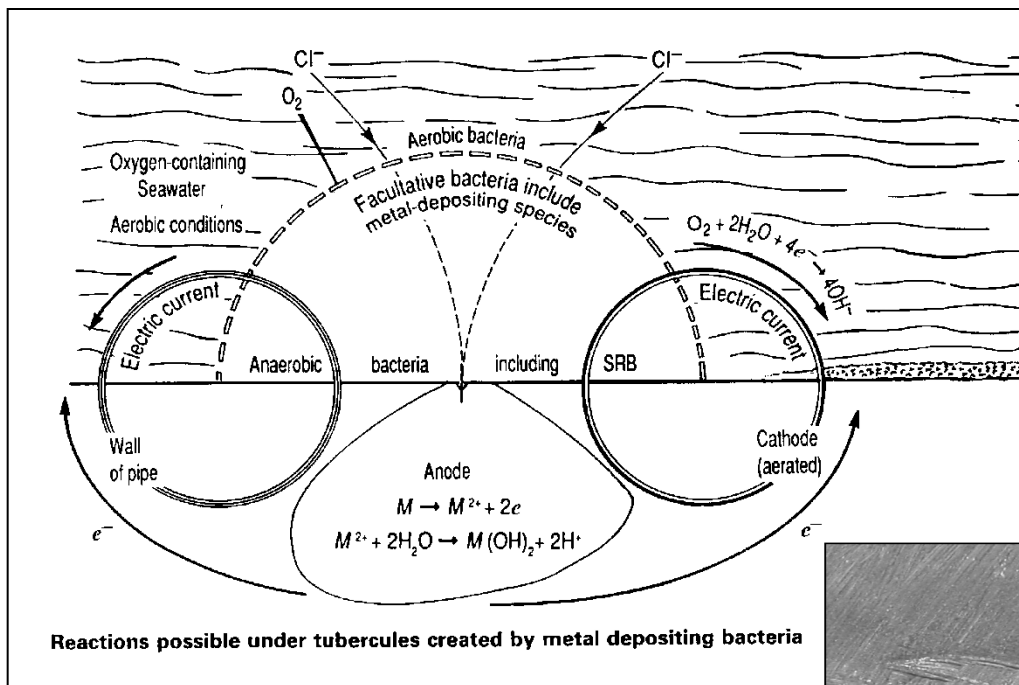 Cl⁻
Cl⁻
O₂
Aerobic bacteria
Oxygen-containing
Seawater
Aerobic conditions
Facultative bacteria include
metal-depositing species
O₂ + 2H₂O + 4e⁻ → 4OH⁻
Electric current
Electric current
Anaerobic bacteria including SRB
Wall
of pipe
Cathode
(aerated)
Anode
M → M²⁺ + 2e
M²⁺ + 2H₂O → M(OH)₂ + 2H⁺
e⁻
e⁻
Reactions possible under tubercules created by metal depositing bacteria